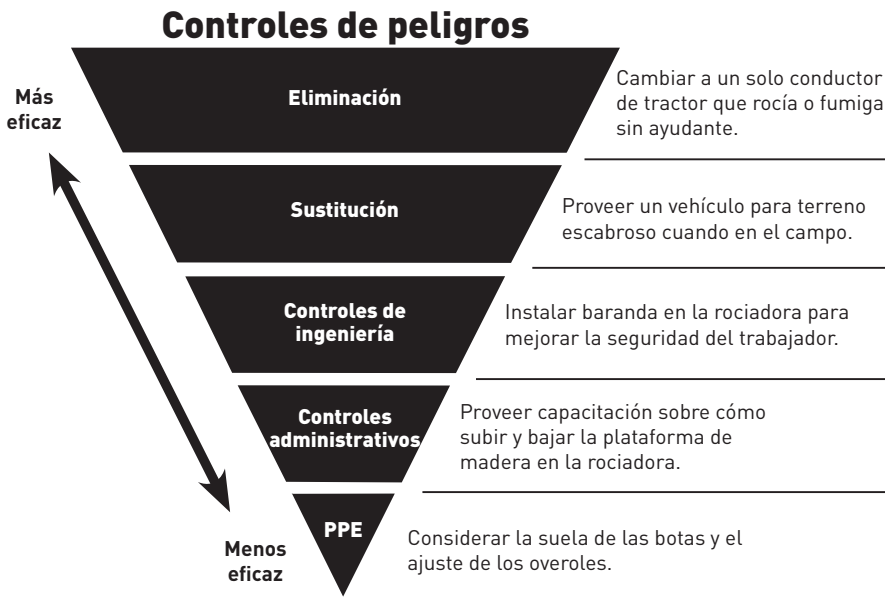 Controles de peligros
Más
eficaz
Eliminación
Cambiar a un solo conductor
de tractor que rocía o fumiga
sin ayudante.
Sustitución
Proveer un vehículo para terreno
escabroso cuando en el campo.
Controles de
ingeniería
Instalar baranda en la rociadora para
mejorar la seguridad del trabajador.
Controles
administrativos
Proveer capacitación sobre cómo
subir y bajar la plataforma de
madera en la rociadora.
PPE
Considerar la suela de las botas y el
ajuste de los overoles.
Menos
eficaz